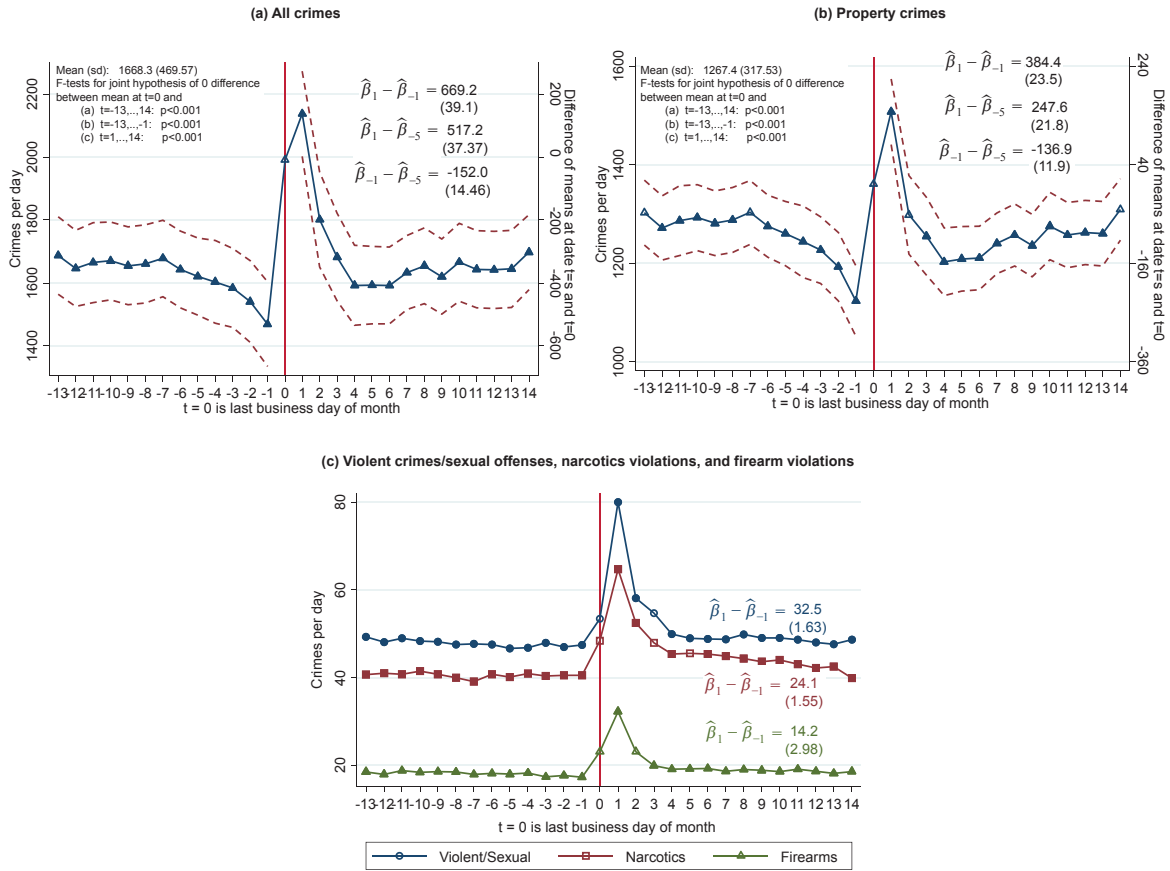 (a) All crimes
Mean (sd): 1668.3 (469.57)
F-tests for joint hypothesis of 0 difference
between mean at t=0 and
(a) t=-13,..,14: p<0.001
(b) t=-13,..,-1: p<0.001
(c) t=1,..,14: p<0.001
β̂₁ − β̂₋₁ = 669.2
(39.1)
β̂₁ − β̂₋₅ = 517.2
(37.37)
β̂₋₁ − β̂₋₅ = -152.0
(14.46)
Crimes per day
2200
2000
1800
1600
1400
200
0
-200
-400
-600
Difference of means at date t=s and t=0
-13 -12 -11 -10 -9 -8 -7 -6 -5 -4 -3 -2 -1 0 1 2 3 4 5 6 7 8 9 10 11 12 13 14
t = 0 is last business day of month
(b) Property crimes
Mean (sd): 1267.4 (317.53)
F-tests for joint hypothesis of 0 difference
between mean at t=0 and
(a) t=-13,..,14: p<0.001
(b) t=-13,..,-1: p<0.001
(c) t=1,..,14: p<0.001
β̂₁ − β̂₋₁ = 384.4
(23.5)
β̂₁ − β̂₋₅ = 247.6
(21.8)
β̂₋₁ − β̂₋₅ = -136.9
(11.9)
Crimes per day
1600
1400
1200
1000
240
40
-160
-360
Difference of means at date t=s and t=0
-13 -12 -11 -10 -9 -8 -7 -6 -5 -4 -3 -2 -1 0 1 2 3 4 5 6 7 8 9 10 11 12 13 14
t = 0 is last business day of month
(c) Violent crimes/sexual offenses, narcotics violations, and firearm violations
Crimes per day
80
60
40
20
β̂₁ − β̂₋₁ = 32.5
(1.63)
β̂₁ − β̂₋₁ = 24.1
(1.55)
β̂₁ − β̂₋₁ = 14.2
(2.98)
-13 -12 -11 -10 -9 -8 -7 -6 -5 -4 -3 -2 -1 0 1 2 3 4 5 6 7 8 9 10 11 12 13 14
t = 0 is last business day of month
Violent/Sexual Narcotics Firearms